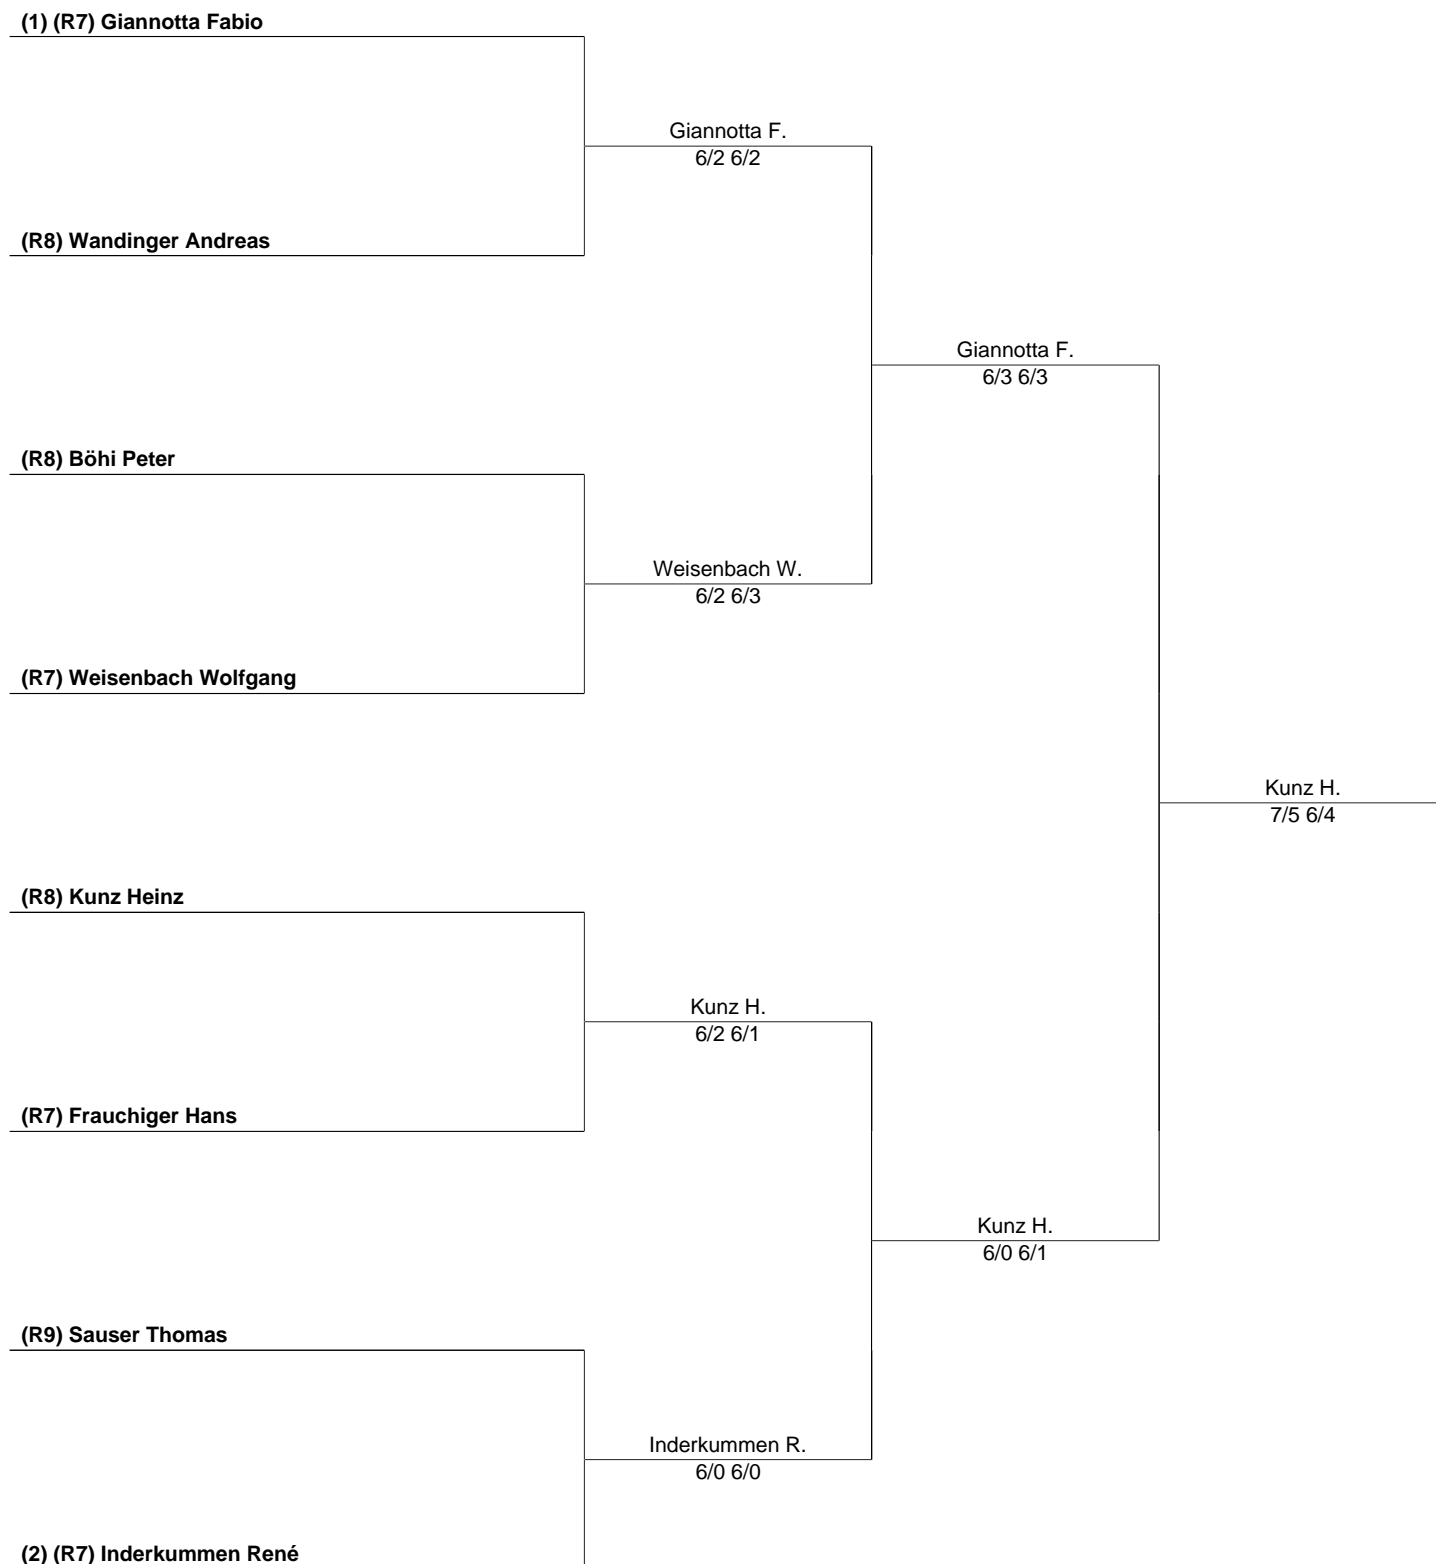 (1) (R7) Giannotta Fabio
Giannotta F.
6/2 6/2
(R8) Wandinger Andreas
Giannotta F.
6/3 6/3
(R8) Böhi Peter
Weisenbach W.
6/2 6/3
(R7) Weisenbach Wolfgang
Kunz H.
7/5 6/4
(R8) Kunz Heinz
Kunz H.
6/2 6/1
(R7) Frauchiger Hans
Kunz H.
6/0 6/1
(R9) Sauser Thomas
Inderkummen R.
6/0 6/0
(2) (R7) Inderkummen René